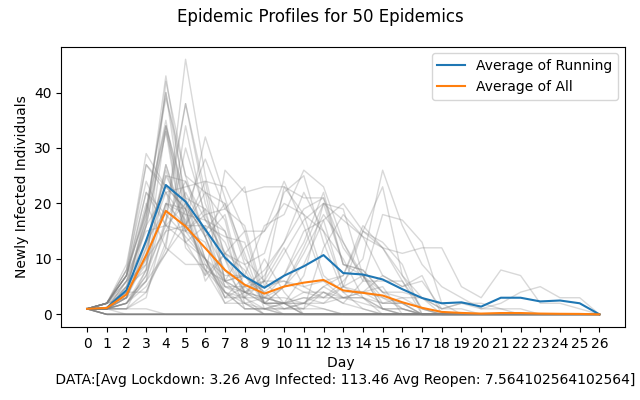 Epidemic Profiles for 50 Epidemics
Average of Running
Average of All
Newly Infected Individuals
40
30
20
10
0
0 1 2 3 4 5 6 7 8 9 10 11 12 13 14 15 16 17 18 19 20 21 22 23 24 25 26
Day
DATA:[Avg Lockdown: 3.26 Avg Infected: 113.46 Avg Reopen: 7.564102564102564]